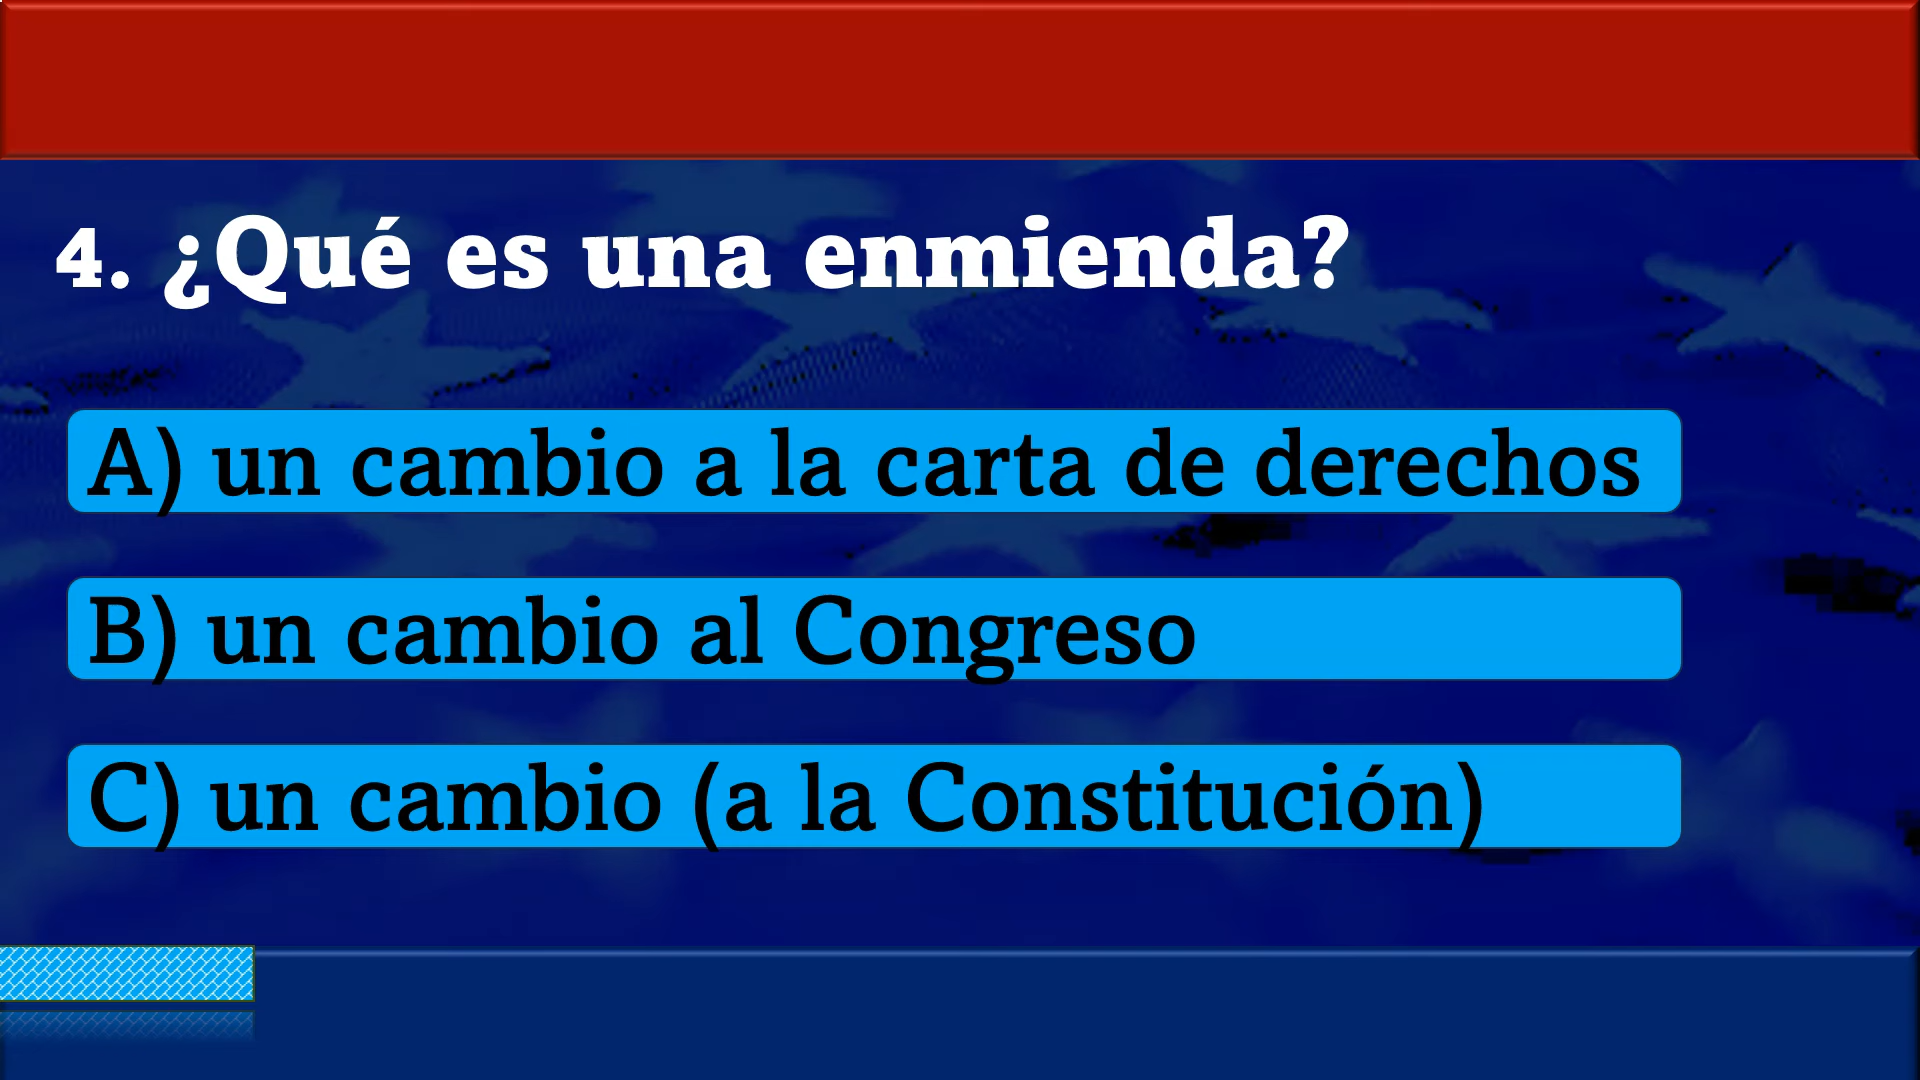 4. ¿Qué es una enmienda?
A) un cambio a la carta de derechos
B) un cambio al Congreso
C) un cambio (a la Constitución)